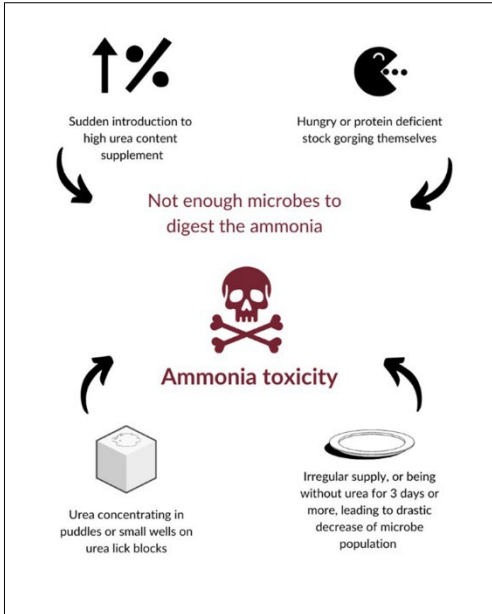 Sudden introduction to
high urea content
supplement
Hungry or protein deficient
stock gorging themselves
Not enough microbes to
digest the ammonia
Ammonia toxicity
Urea concentrating in
puddles or small wells on
urea lick blocks
Irregular supply, or being
without urea for 3 days or
more, leading to drastic
decrease of microbe
population